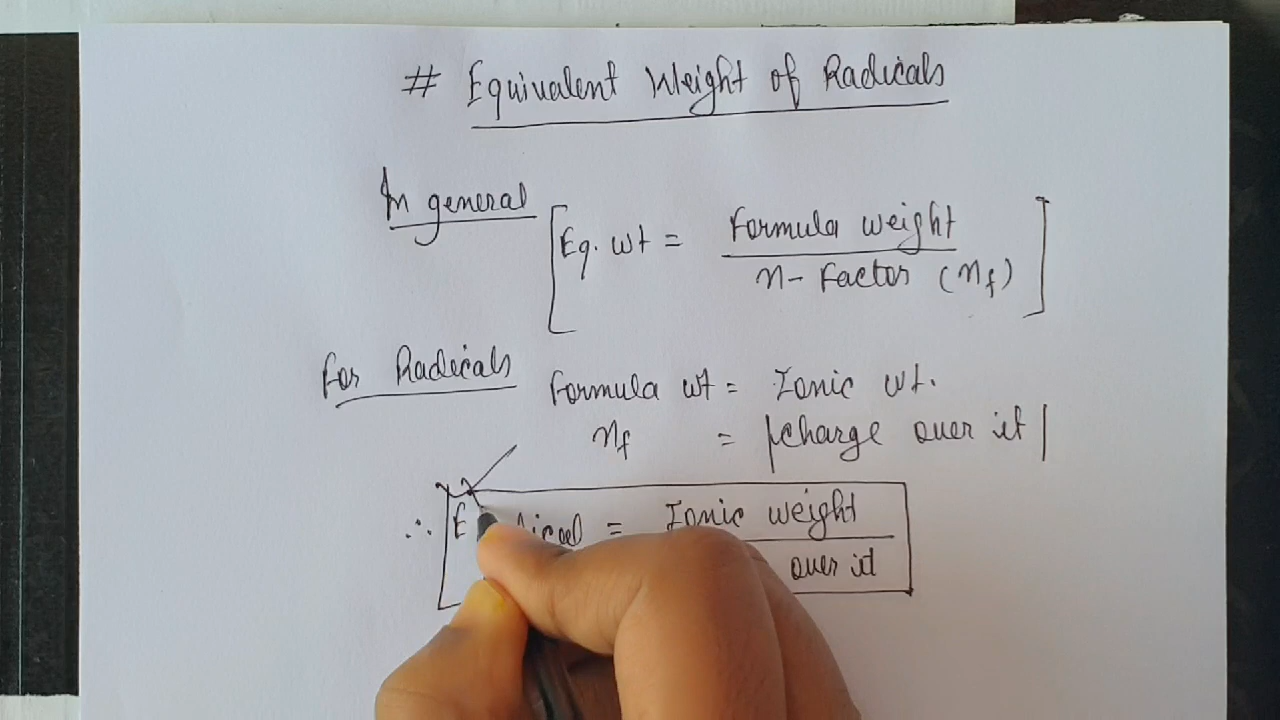 # Equivalent Weight of Radicals
In general [Eq. wt = Formula weight
n- Factor (nf)]
For Radicals Formula wt = Ionic wt.
nf = |charge over it|
∴ E = Ionic weight
over it